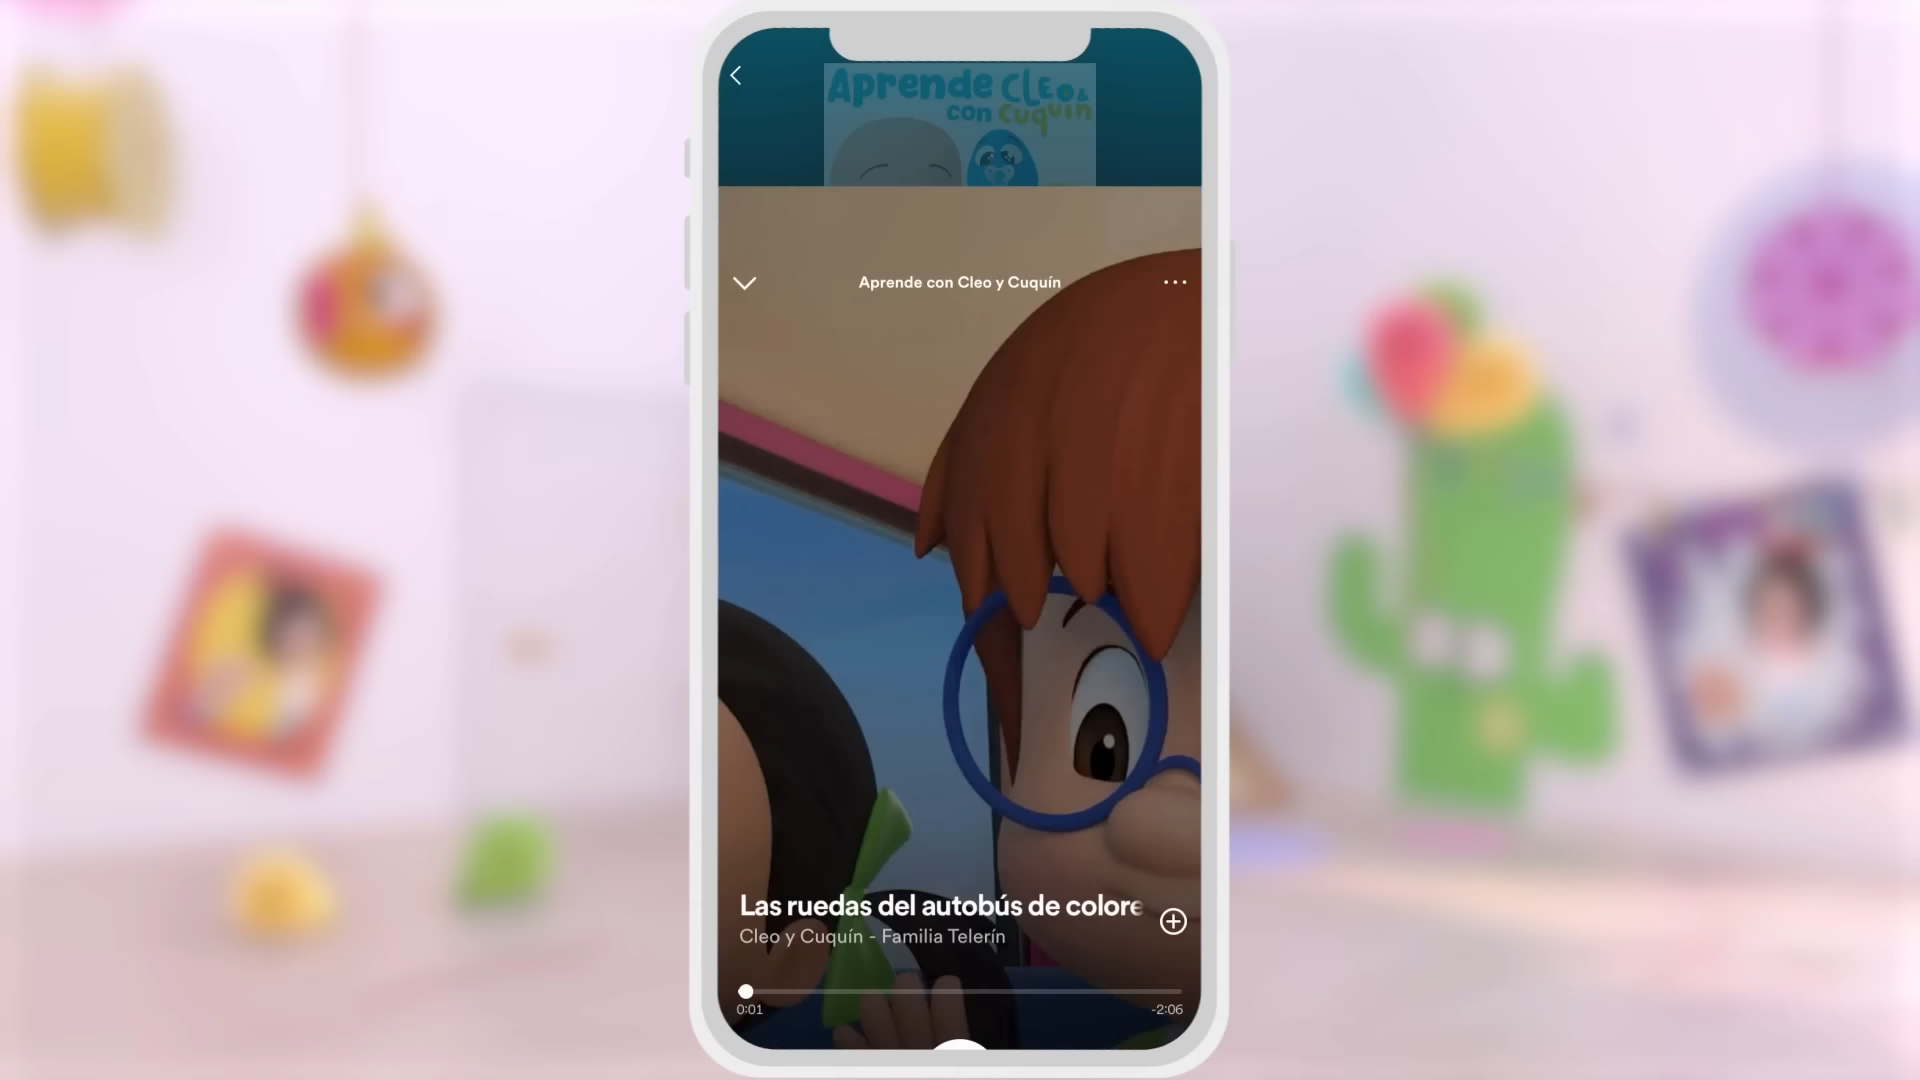 Aprende CLEO &
con cuquin
Aprende con Cleo y Cuquín
Las ruedas del autobús de colore
Cleo y Cuquín - Familia Telerín
0:01
-2:06